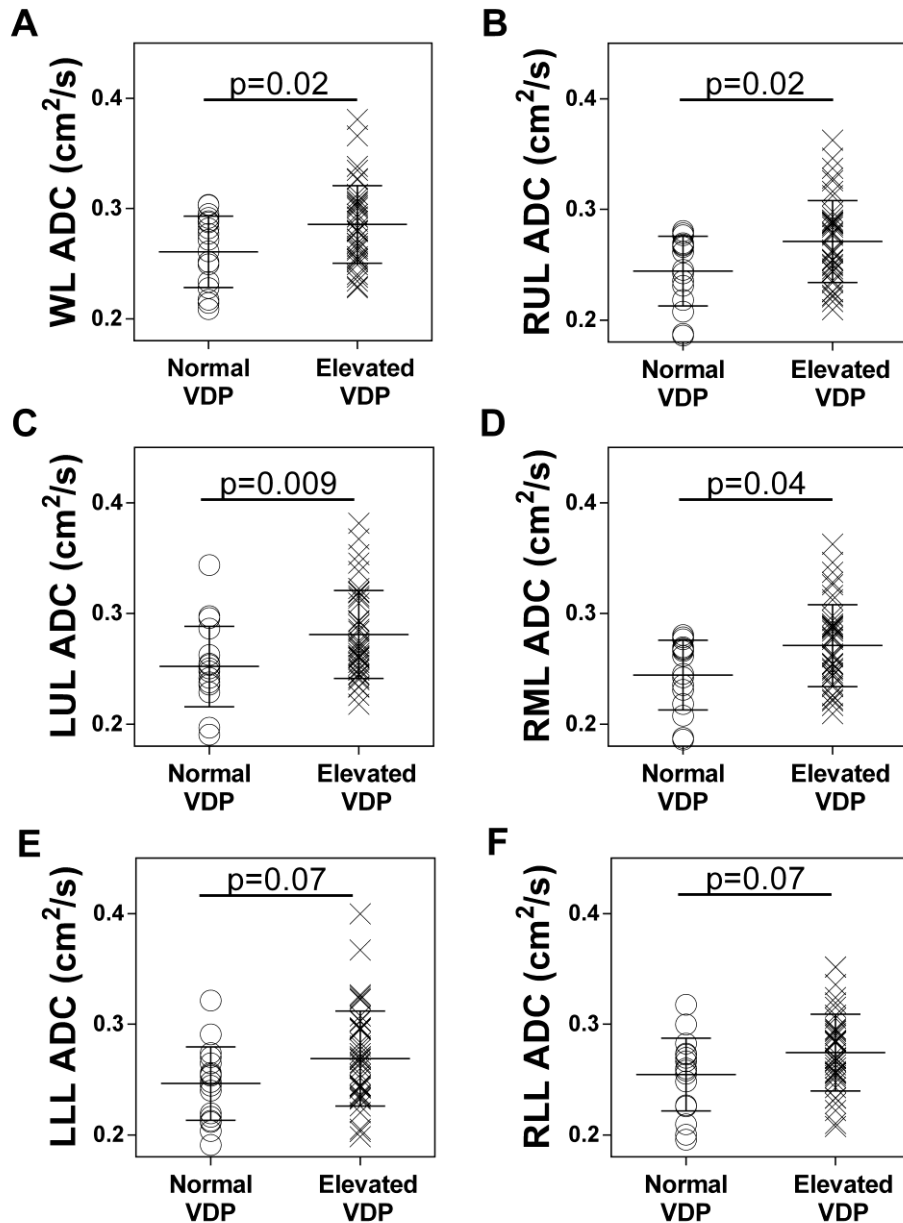 A
WL ADC (cm²/s)
p=0.02
0.4
0.3
0.2
Normal
VDP
Elevated
VDP
B
RUL ADC (cm²/s)
p=0.02
0.4
0.3
0.2
Normal
VDP
Elevated
VDP
C
LUL ADC (cm²/s)
p=0.009
0.4
0.3
0.2
Normal
VDP
Elevated
VDP
D
RML ADC (cm²/s)
p=0.04
0.4
0.3
0.2
Normal
VDP
Elevated
VDP
E
LLL ADC (cm²/s)
p=0.07
0.4
0.3
0.2
Normal
VDP
Elevated
VDP
F
RLL ADC (cm²/s)
p=0.07
0.4
0.3
0.2
Normal
VDP
Elevated
VDP